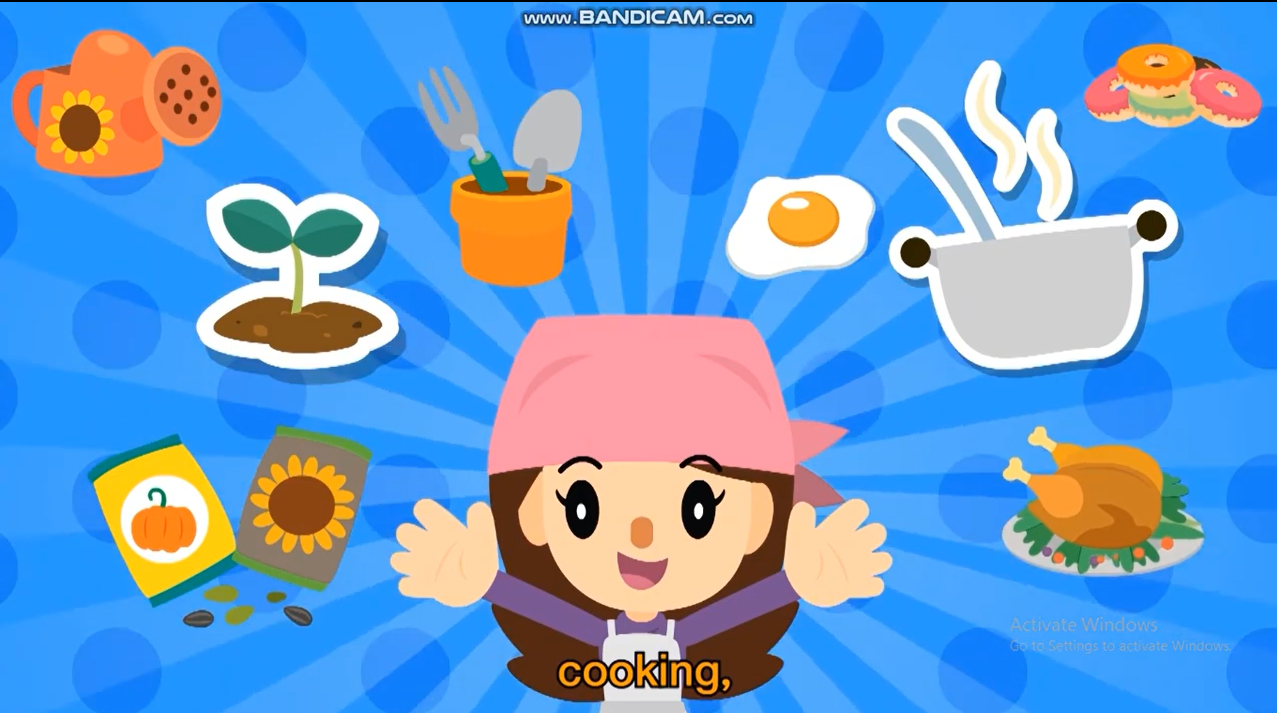 www.BANDICAM.com
Activate Windows
Go to Settings to activate Windows.
cooking,